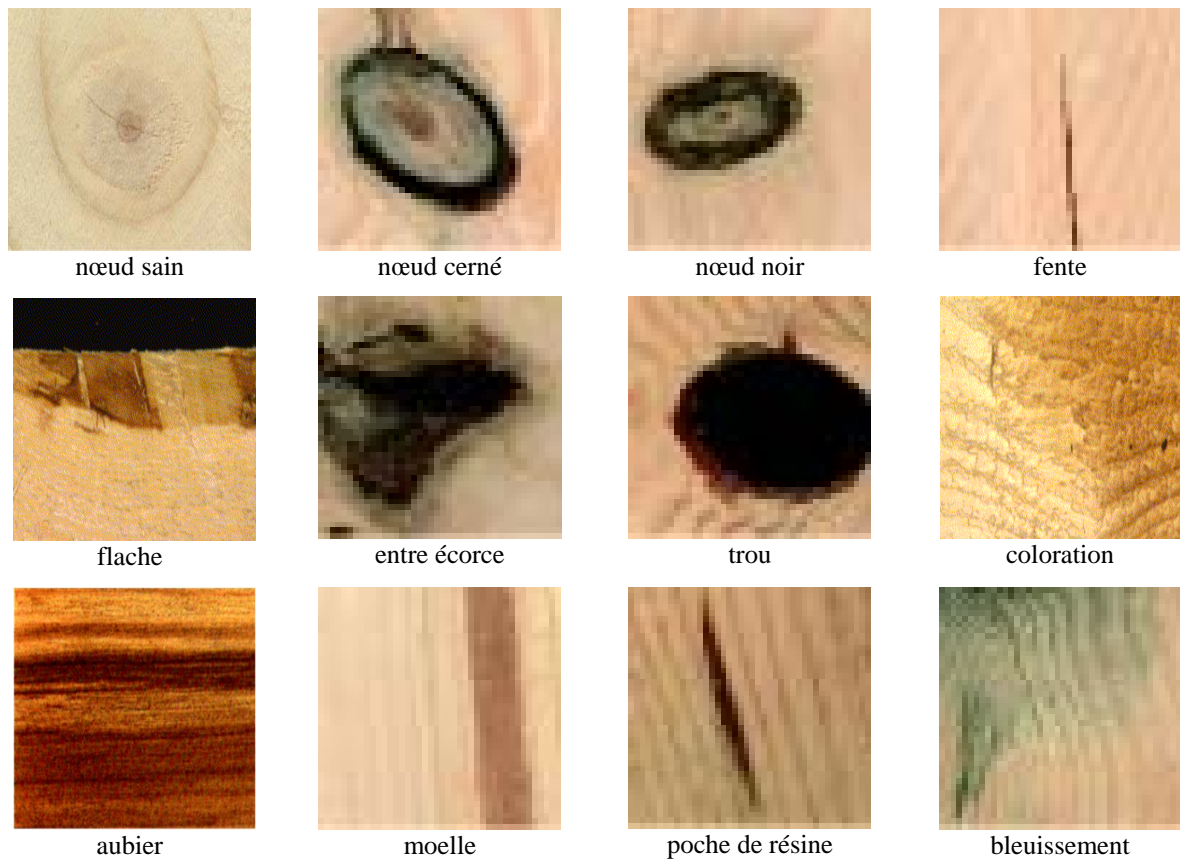 nœud sain
nœud cerné
nœud noir
fente
flache
entre écorce
trou
coloration
aubier
moelle
poche de résine
bleuissement